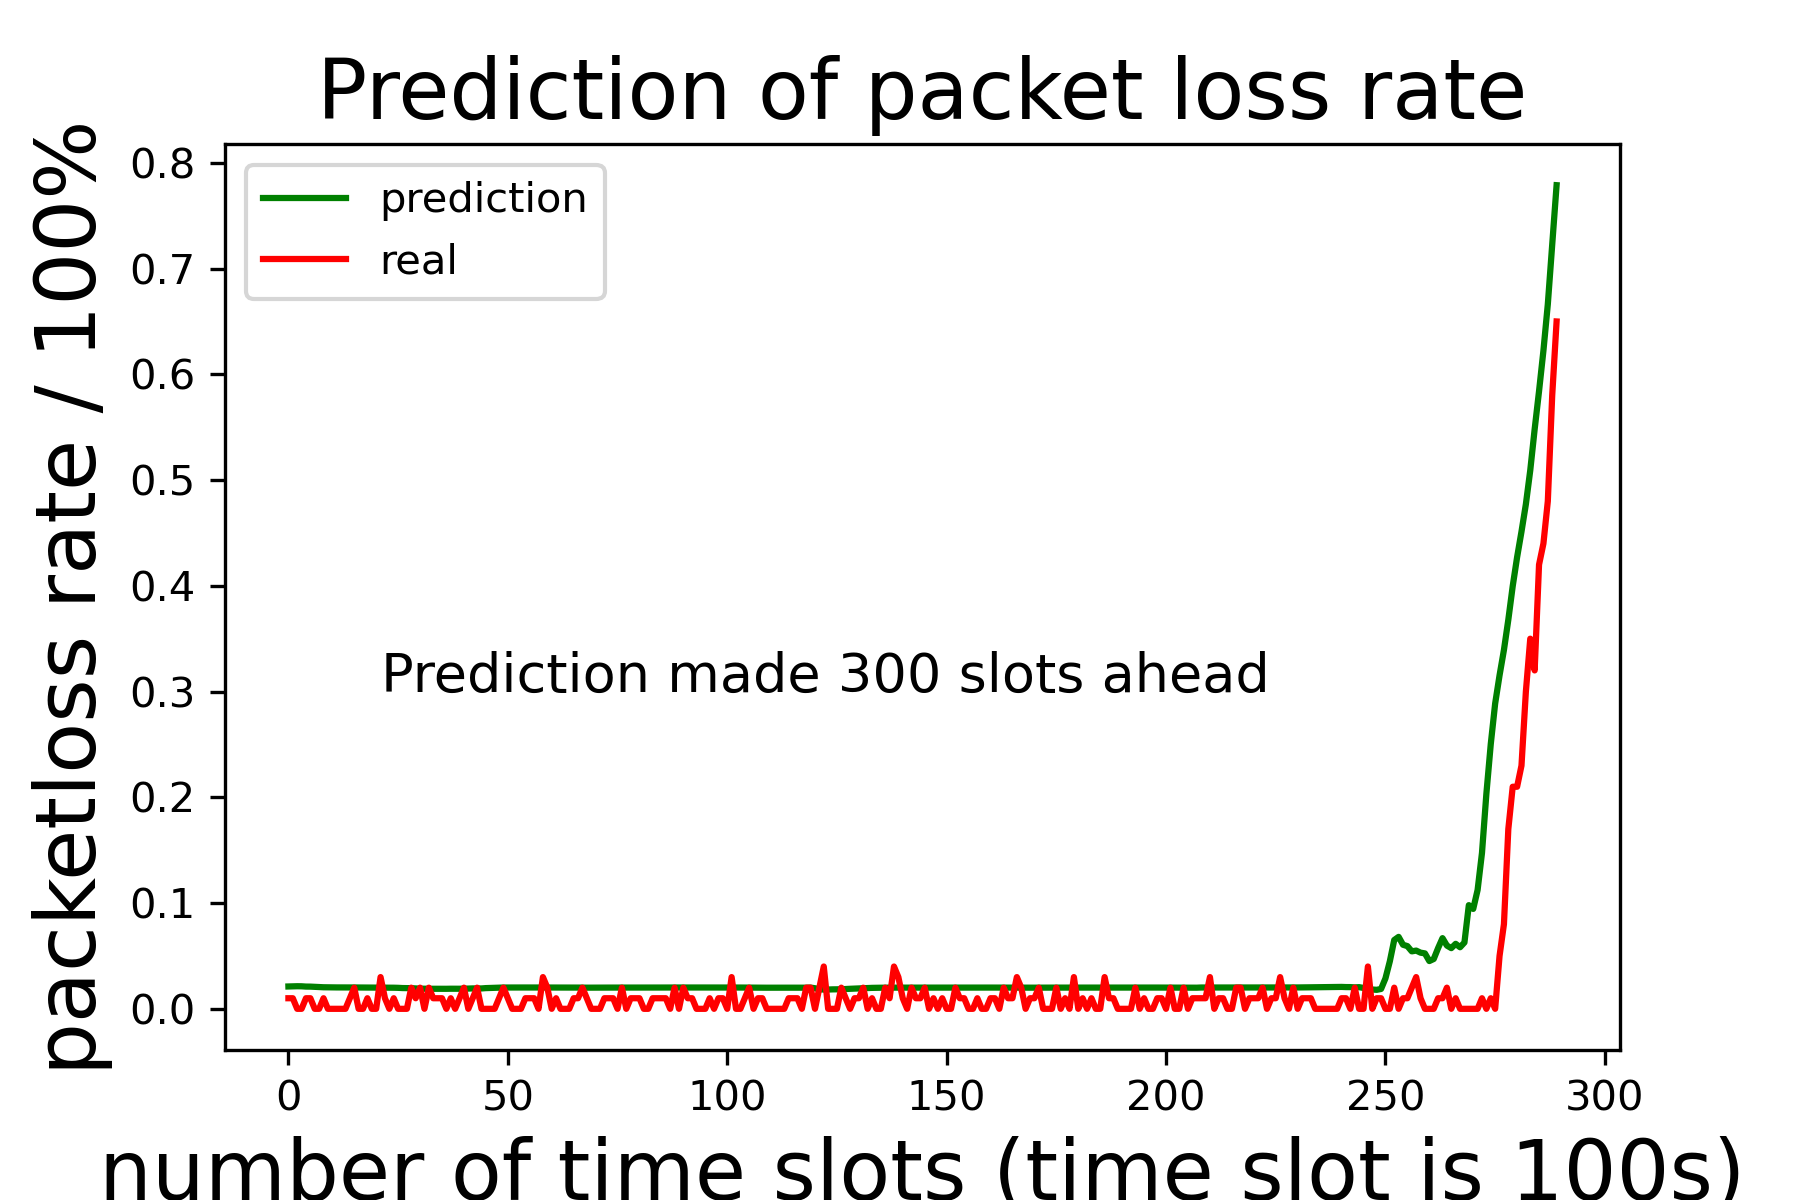 Prediction of packet loss rate
packetloss rate / 100%
0.8
0.7
0.6
0.5
0.4
0.3
0.2
0.1
0.0
prediction
real
Prediction made 300 slots ahead
0 50 100 150 200 250 300
number of time slots (time slot is 100s)